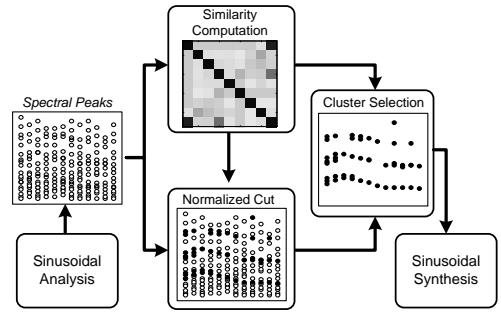 Similarity
Computation
Spectral Peaks
Cluster Selection
Normalized Cut
Sinusoidal
Analysis
Sinusoidal
Synthesis